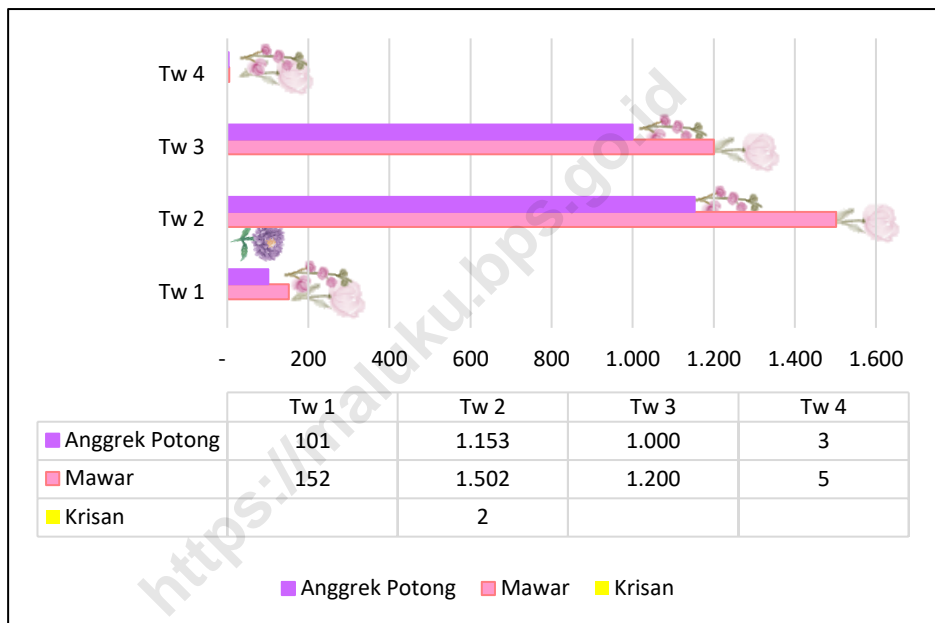 Tw 4
Tw 3
Tw 2
Tw 1
- 200 400 600 800 1.000 1.200 1.400 1.600
Tw 1 Tw 2 Tw 3 Tw 4
Anggrek Potong 101 1.153 1.000 3
Mawar 152 1.502 1.200 5
Krisan 2
Anggrek Potong Mawar Krisan
https://maluku.bps.go.id